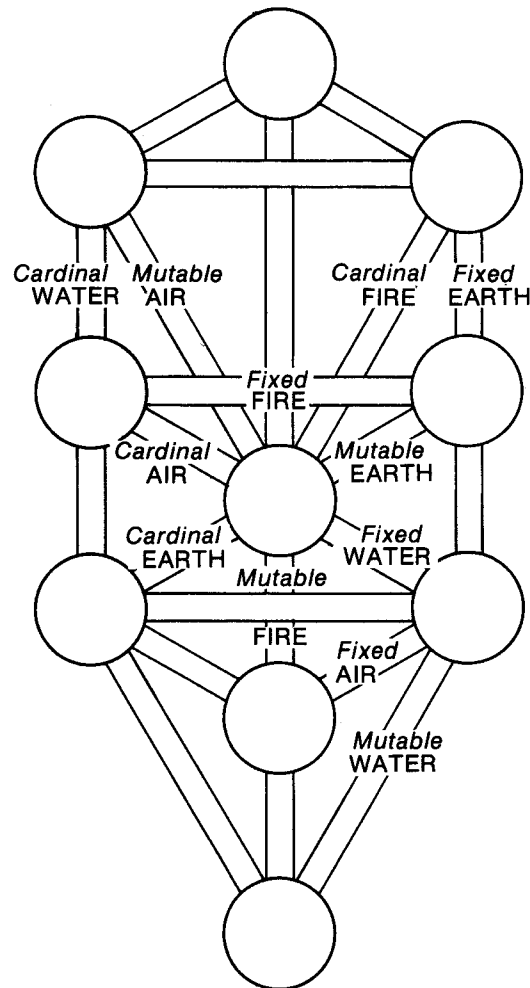 Cardinal
WATER
Mutable
AIR
Cardinal
FIRE
Fixed
EARTH
Fixed
FIRE
Cardinal
AIR
Mutable
EARTH
Cardinal
EARTH
Fixed
WATER
Mutable
FIRE
Fixed
AIR
Mutable
WATER